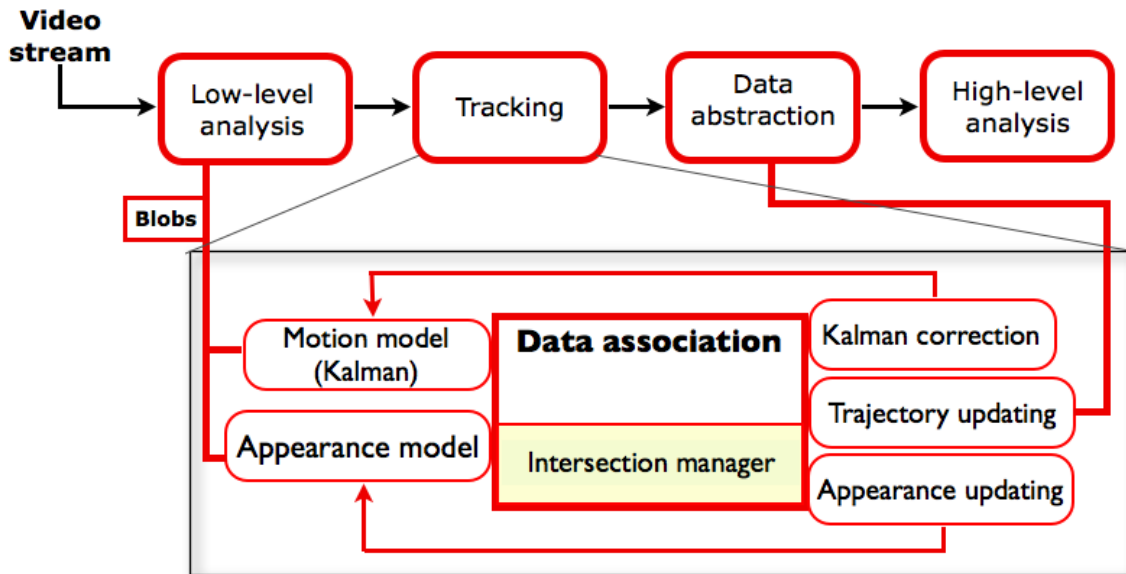 Video
stream
Low-level
analysis
Tracking
Data
abstraction
High-level
analysis
Blobs
Motion model
(Kalman)
Appearance model
Data association
Intersection manager
Kalman correction
Trajectory updating
Appearance updating